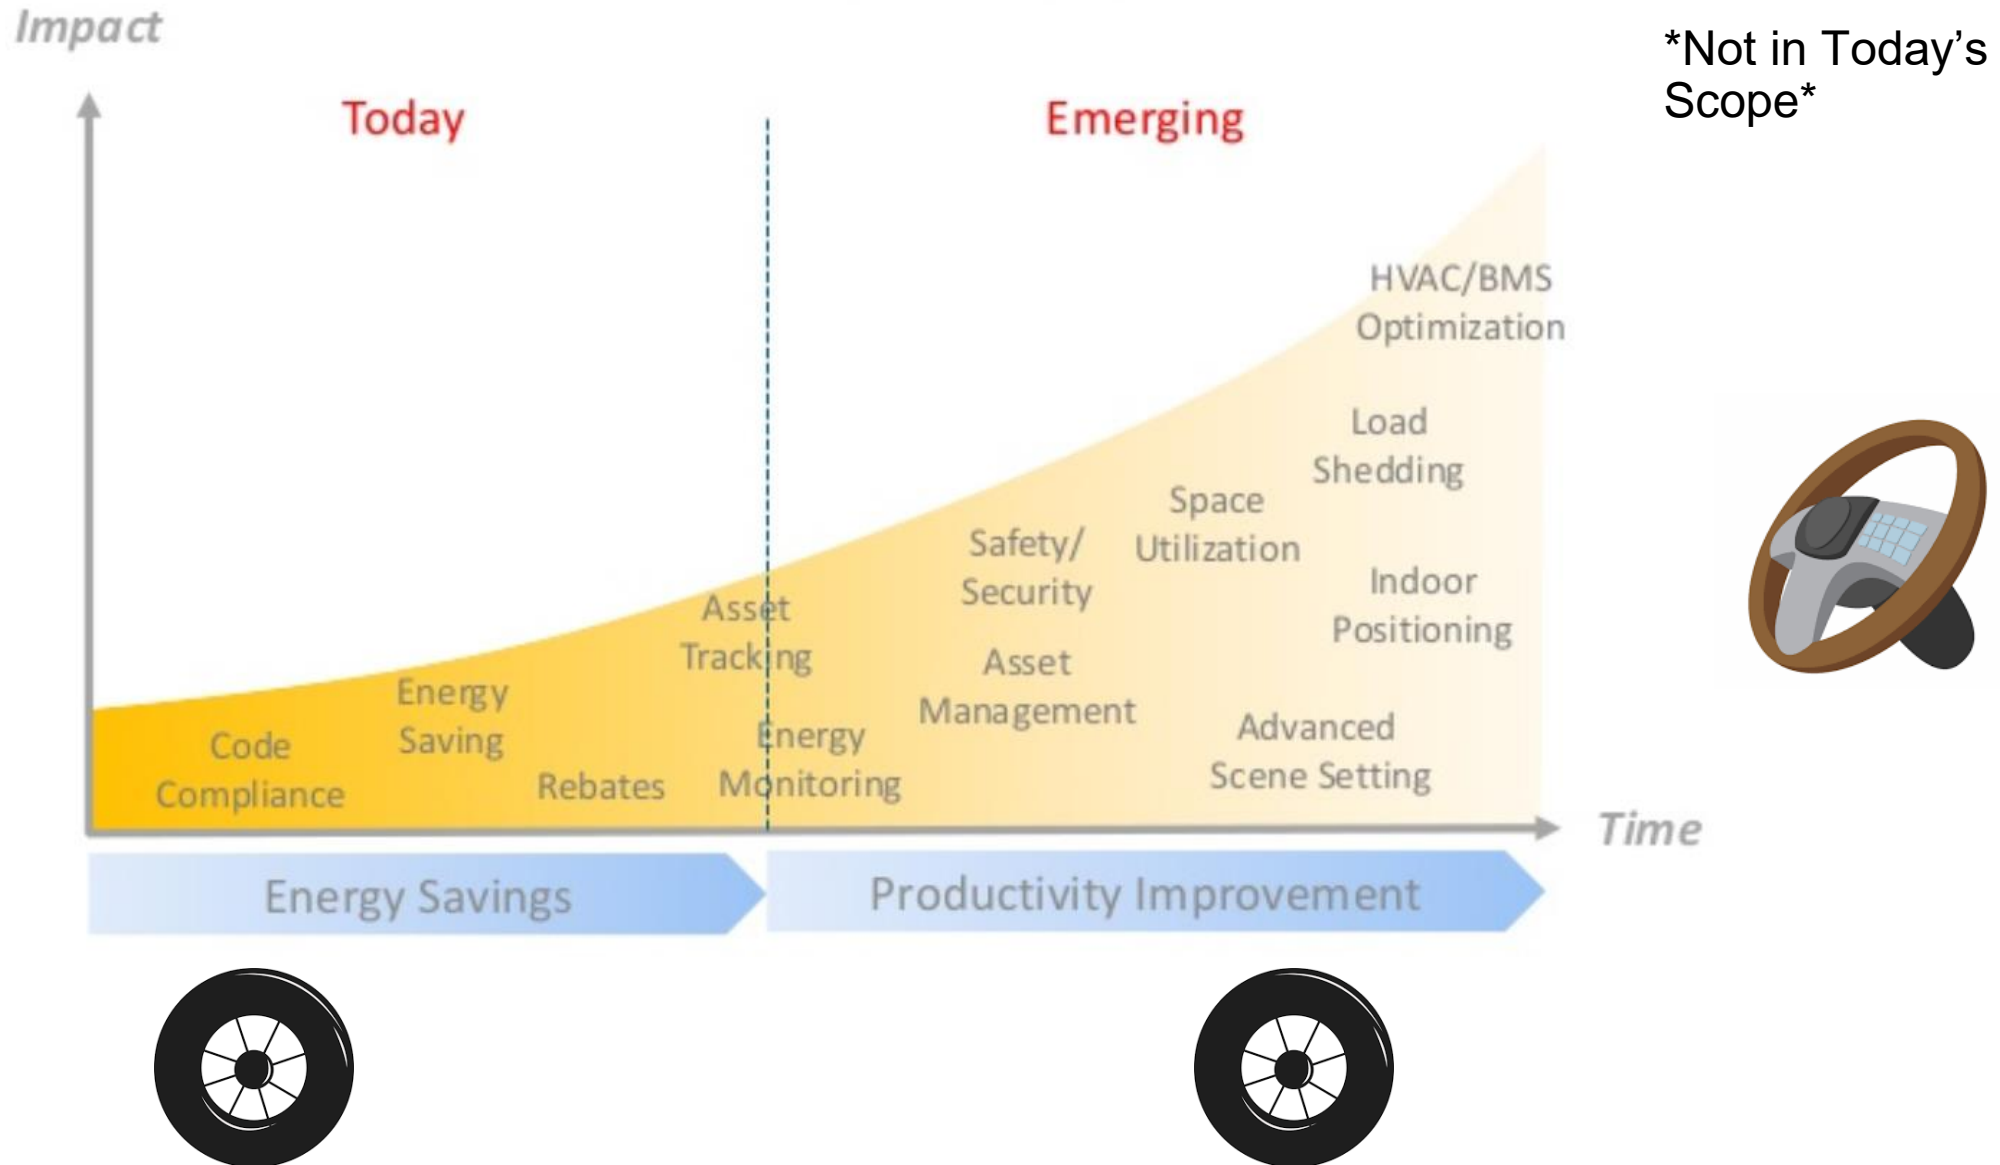 Impact
*Not in Today's
Scope*
Today
Emerging
HVAC/BMS
Optimization
Load
Shedding
Space
Utilization
Safety/
Security
Indoor
Positioning
Asset
Tracking
Asset
Management
Energy
Saving
Code
Compliance
Rebates
Energy
Monitoring
Advanced
Scene Setting
Time
Energy Savings
Productivity Improvement